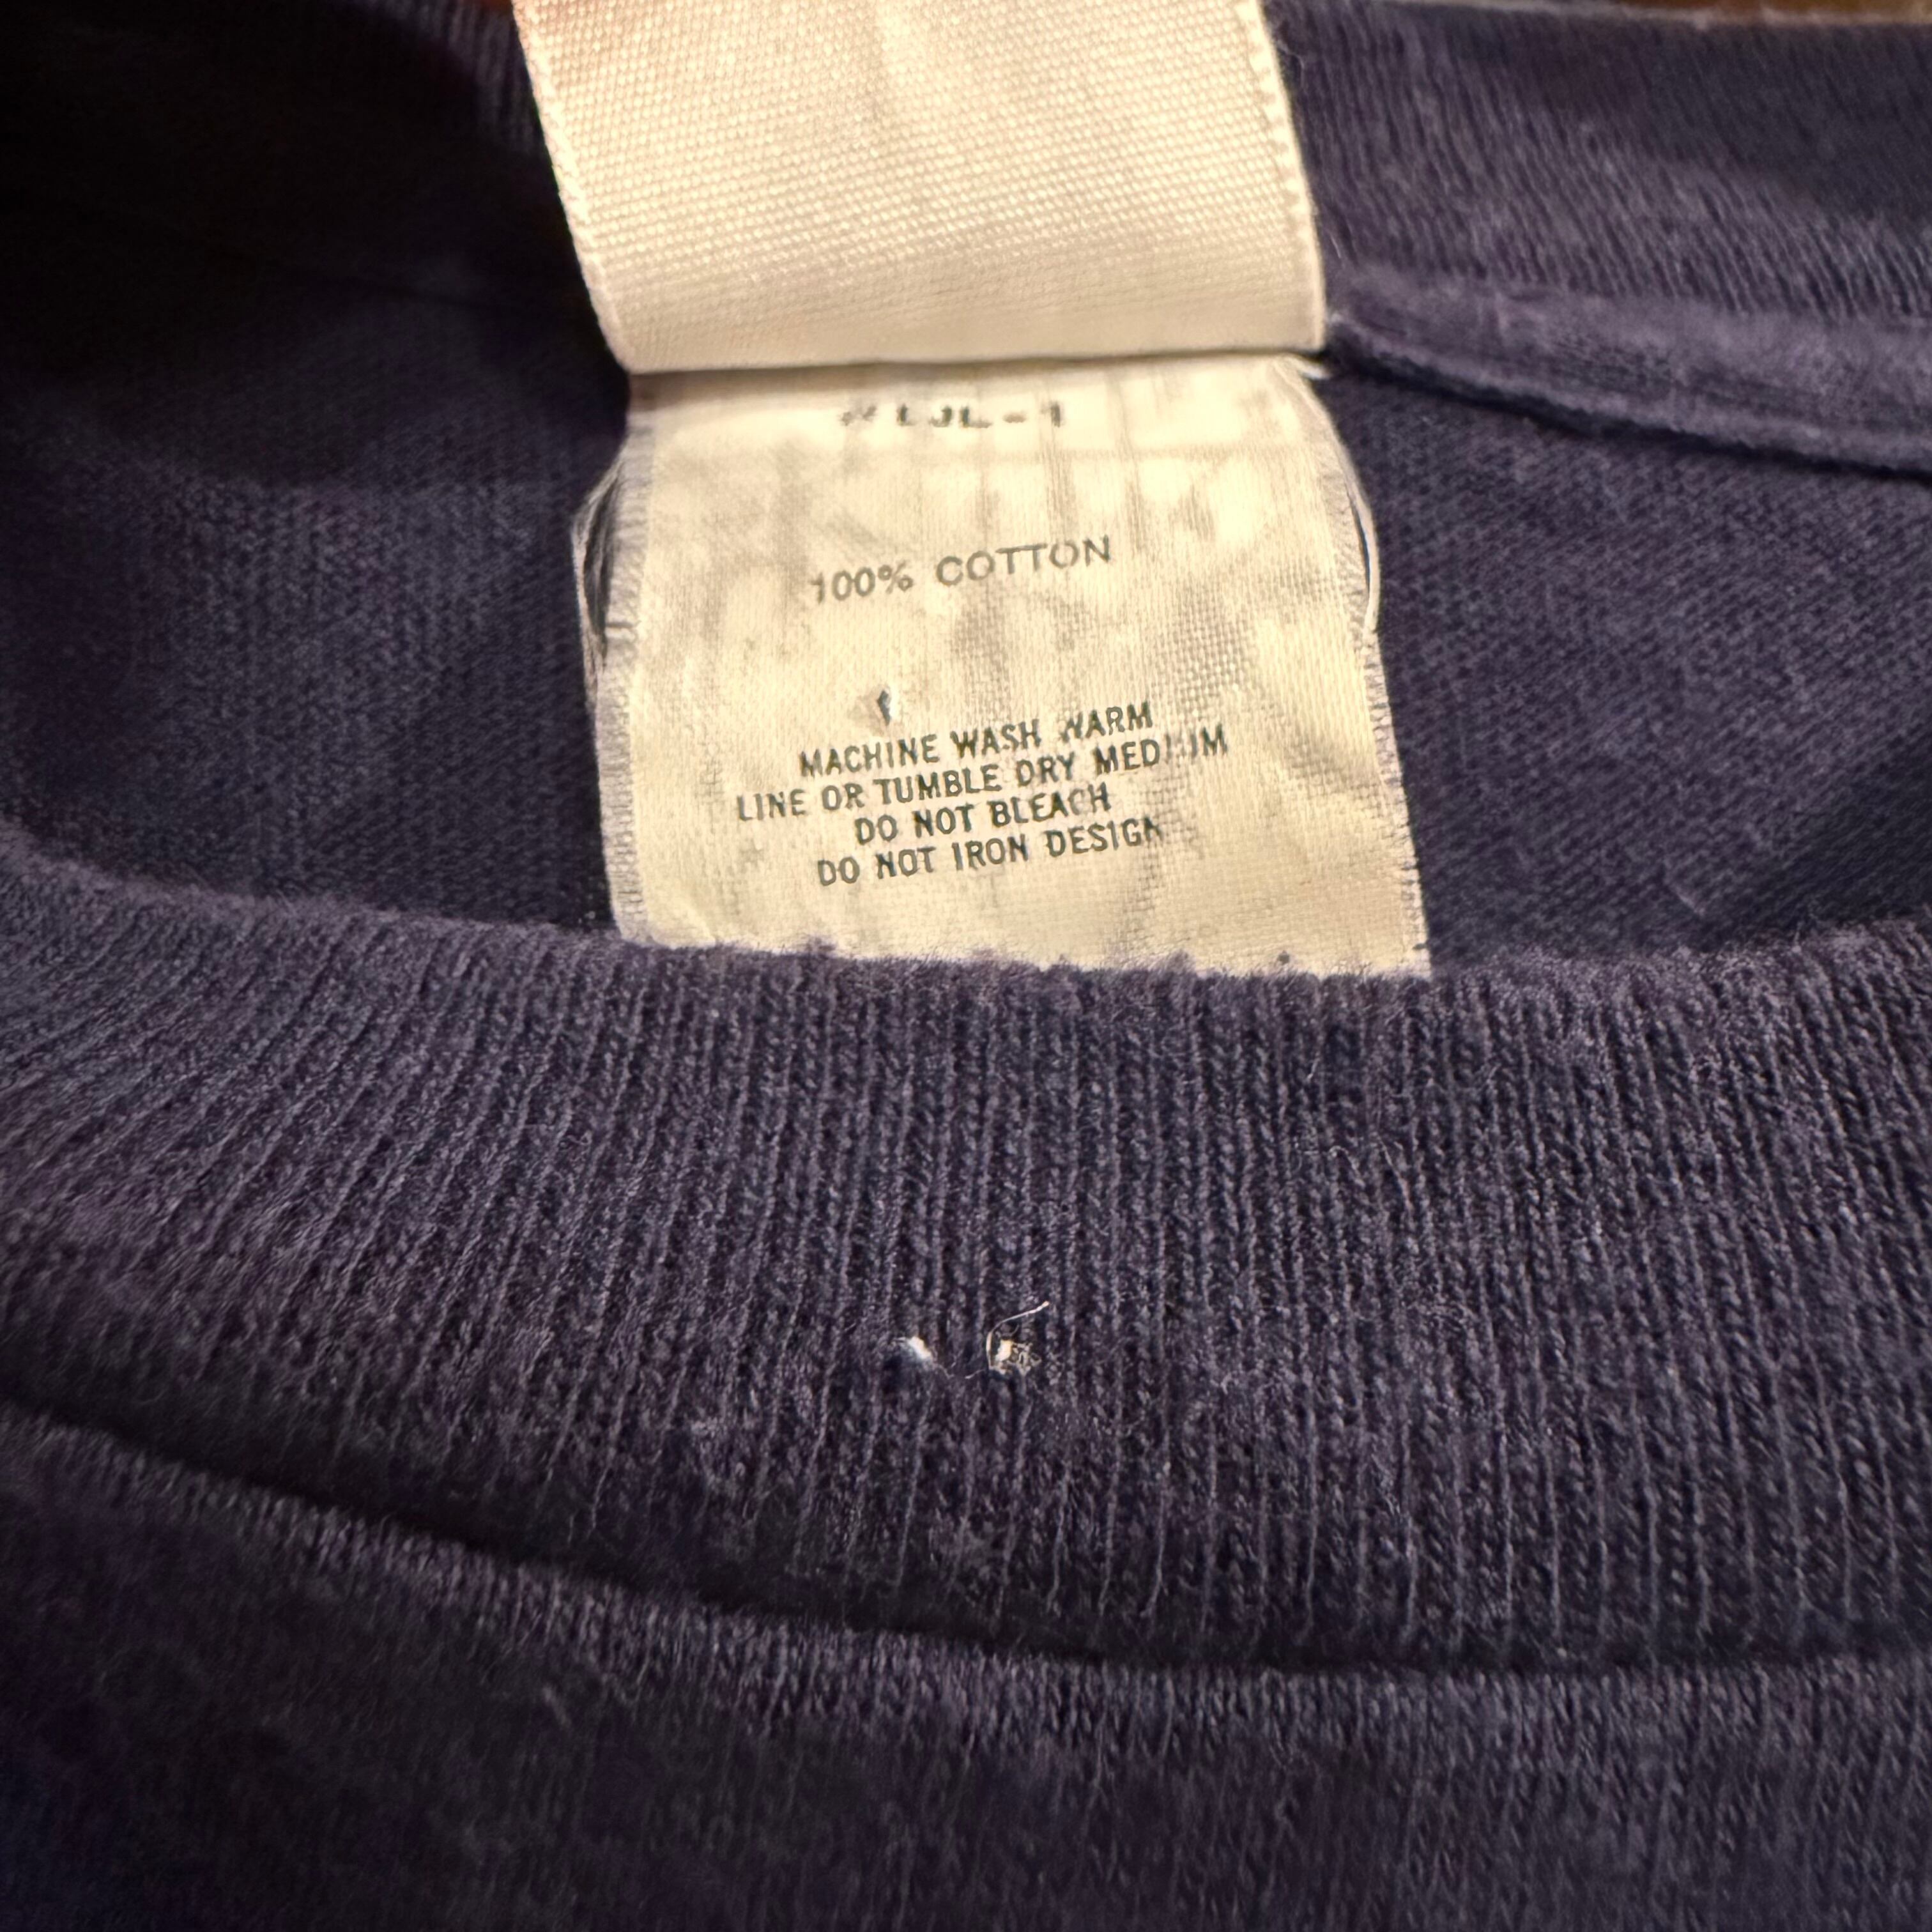 100% COTTON
MACHINE WASH WARM
LINE OR TUMBLE DRY MEDIUM
DO NOT BLEACH
DO NOT IRON DESIGN